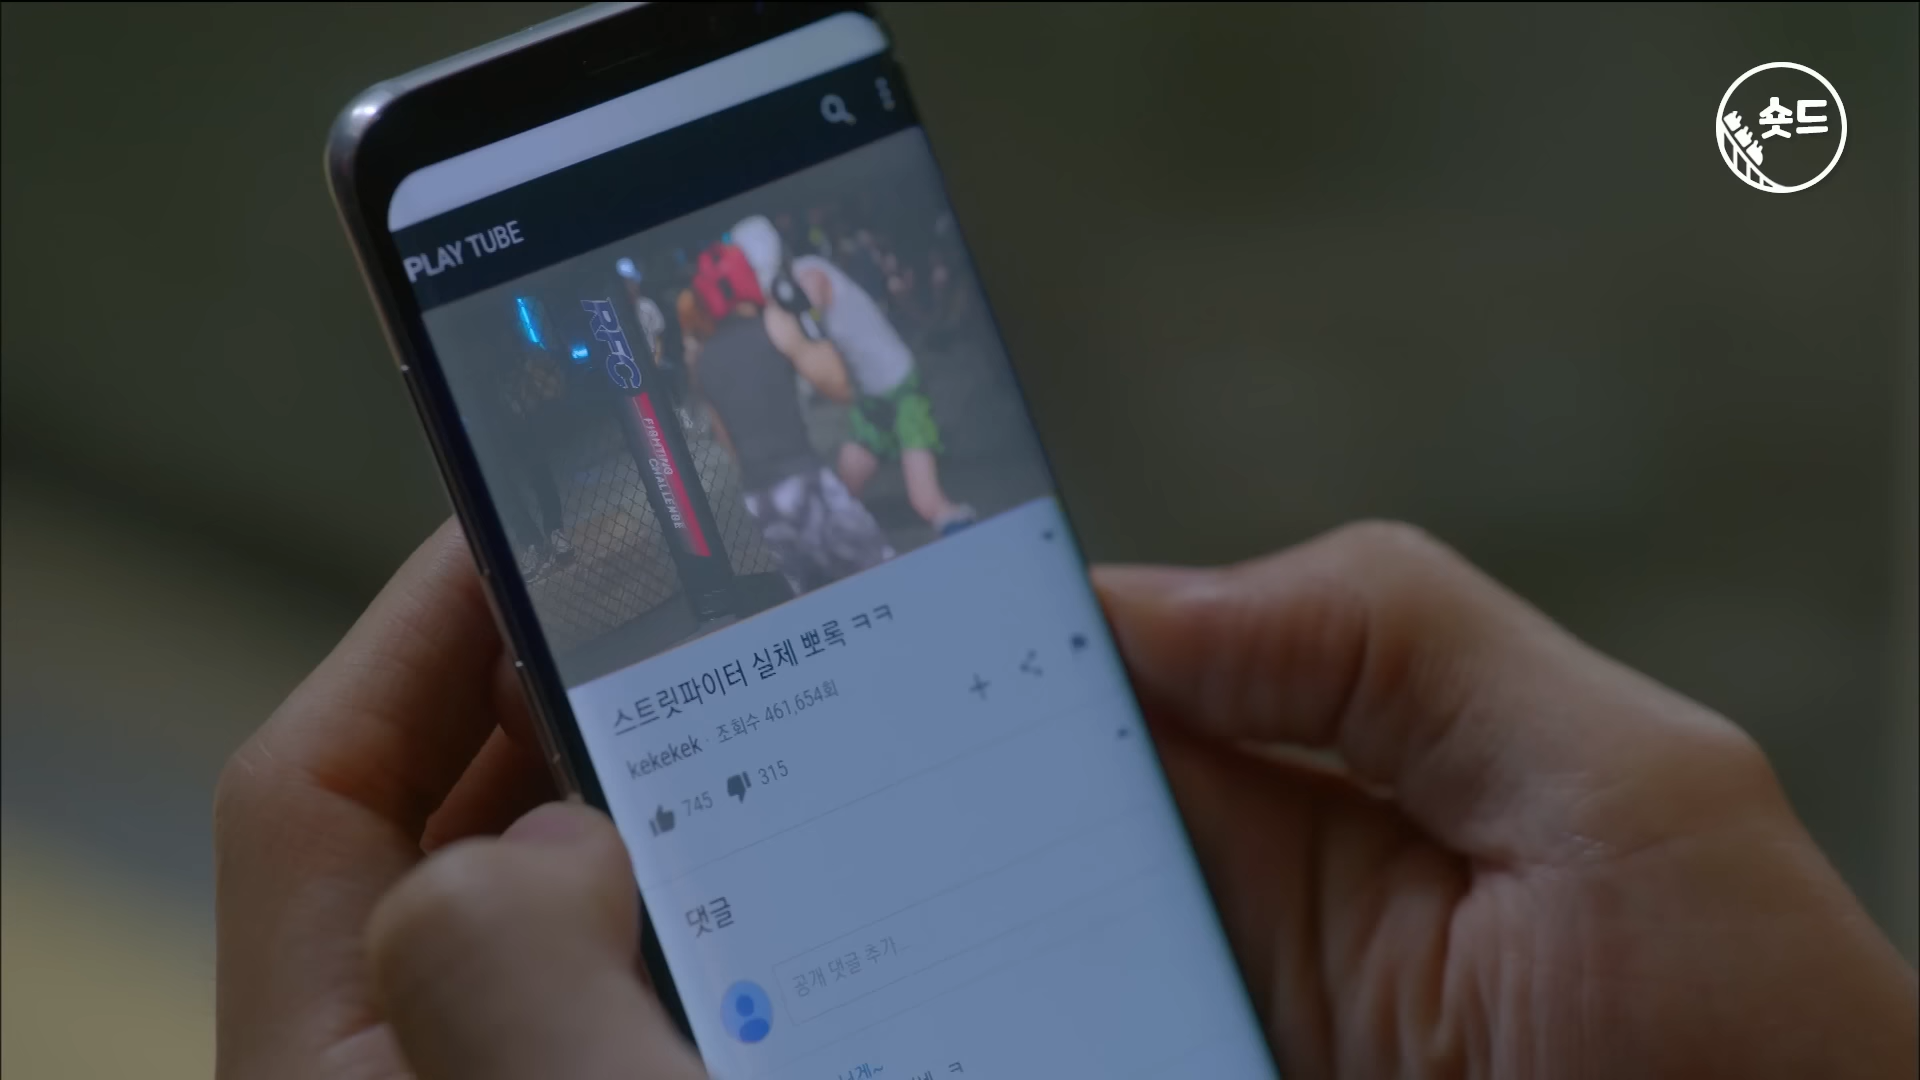 숏드
PLAY TUBE
RFC
FIGHTING
CHALLENGE
스트릿파이터 실체 뽀록 ㅋㅋ
kekekek · 조회수 461,654회
745 315
댓글
공개 댓글 추가...